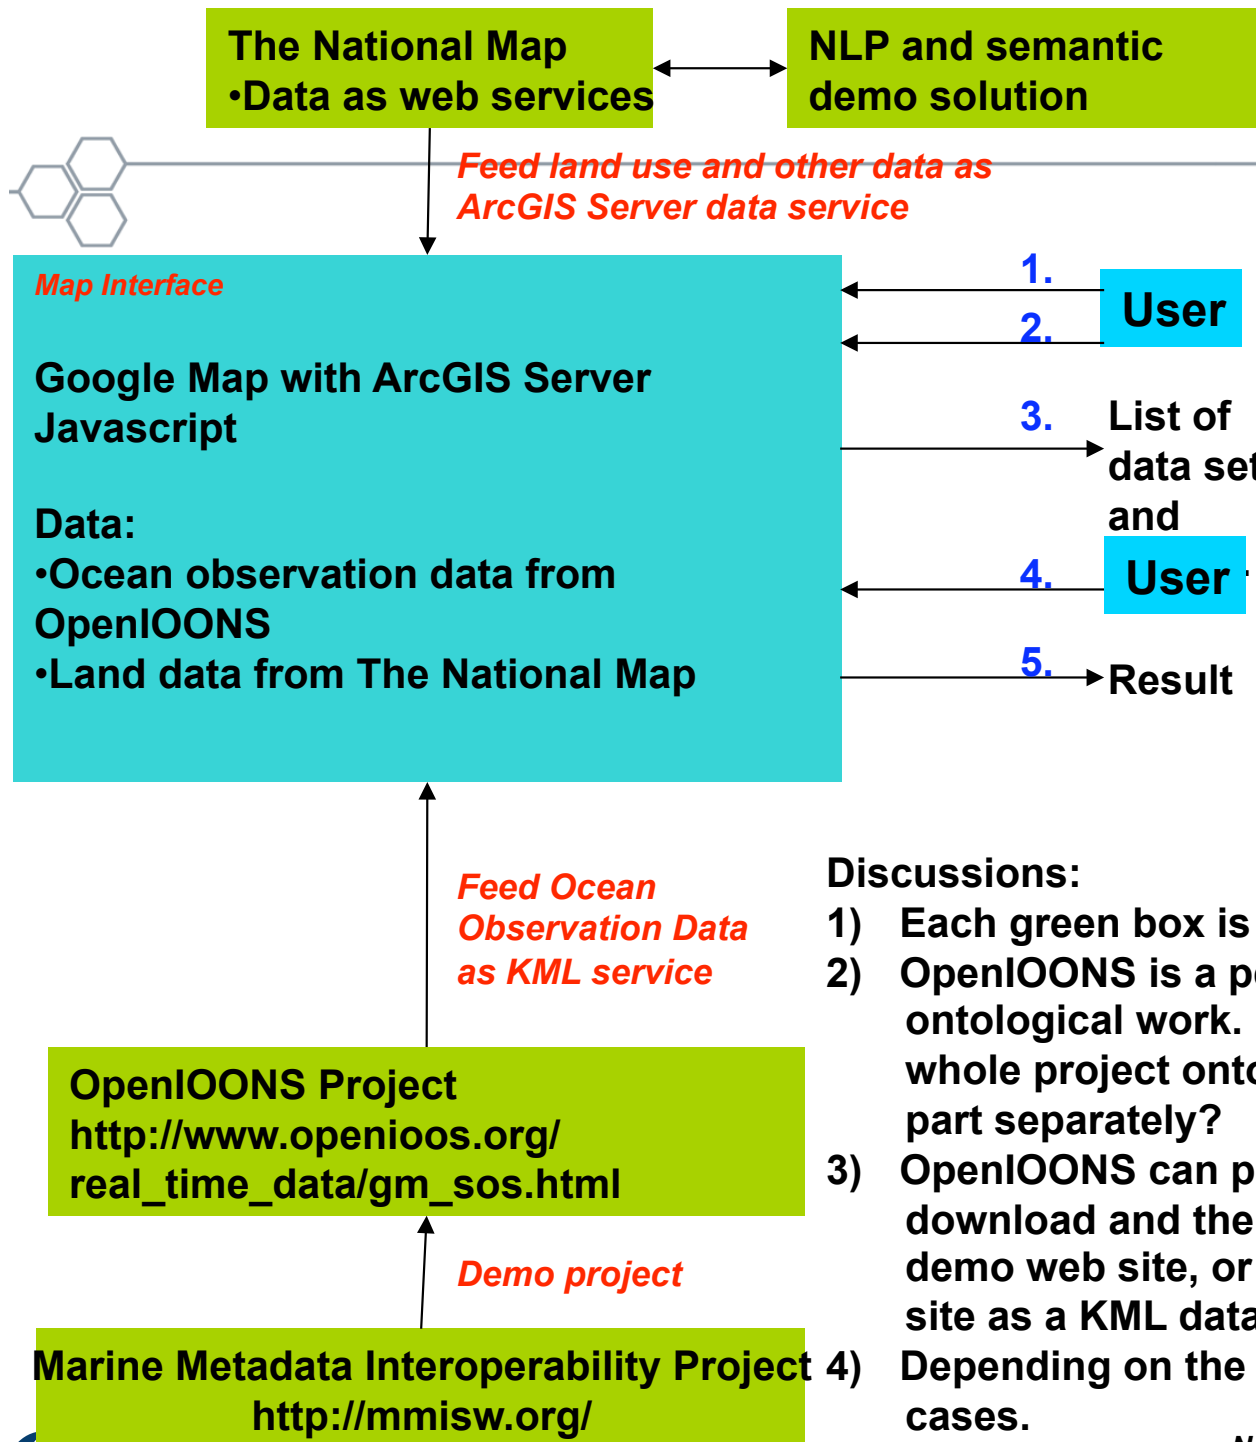 The National Map
•Data as web services
NLP and semantic
demo solution
Feed land use and other data as
ArcGIS Server data service
Map Interface
Google Map with ArcGIS Server
Javascript
Data:
•Ocean observation data from
OpenIOONS
•Land data from The National Map
1.
User
2.
3.
List of
data set
and
4.
User
5.
Result
Feed Ocean
Observation Data
as KML service
OpenIOONS Project
http://www.openioos.org/
real_time_data/gm_sos.html
Demo project
Marine Metadata Interoperability Project
http://mmisw.org/
Discussions:
1) Each green box is
2) OpenIOONS is a
ontological work.
whole project
part separately?
3) OpenIOONS can
download and the
demo web site, or
site as a KML data
4) Depending on the
cases.